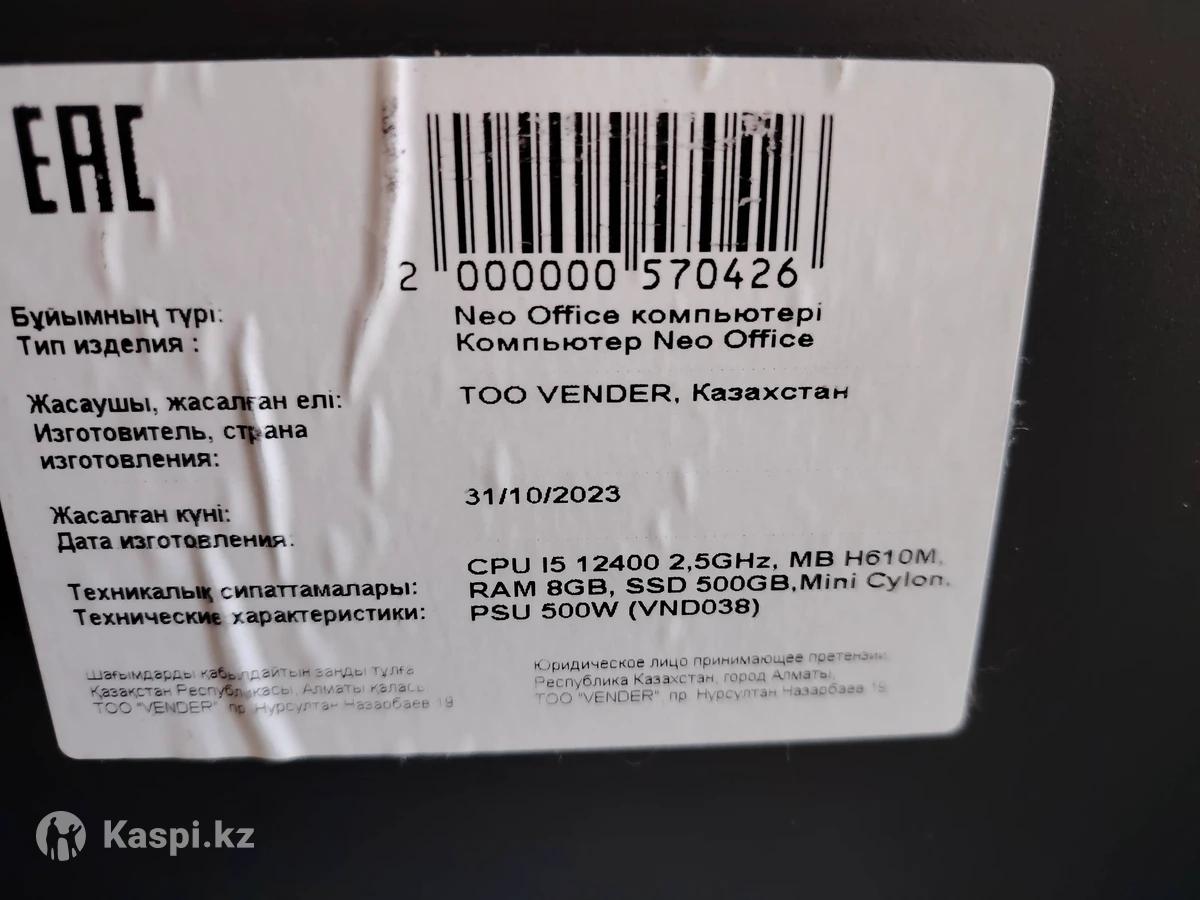 EAC
2 000000 570426
Бұйымның түрі:
Тип изделия :
Neo Office компьютері
Компьютер Neo Office
Жасаушы, жасалған елі:
Изготовитель, страна
изготовления:
ТОО VENDER, Казахстан
Жасалған күні:
Дата изготовления:
31/10/2023
Техникалық сипаттамалары:
Технические характеристики:
CPU I5 12400 2,5GHz, MB H610M,
RAM 8GB, SSD 500GB,Mini Cylon,
PSU 500W (VND038)
Шағымдарды қабылдайтын заңды тұлға
Қазақстан Республикасы, Алматы қаласы
ТОО "VENDER" пр. Нурсултан Назарбаев 19
Юридическое лицо принимающее претензии:
Республика Казахстан, город Алматы,
ТОО "VENDER" пр. Нурсултан Назарбаев 19
Kaspi.kz